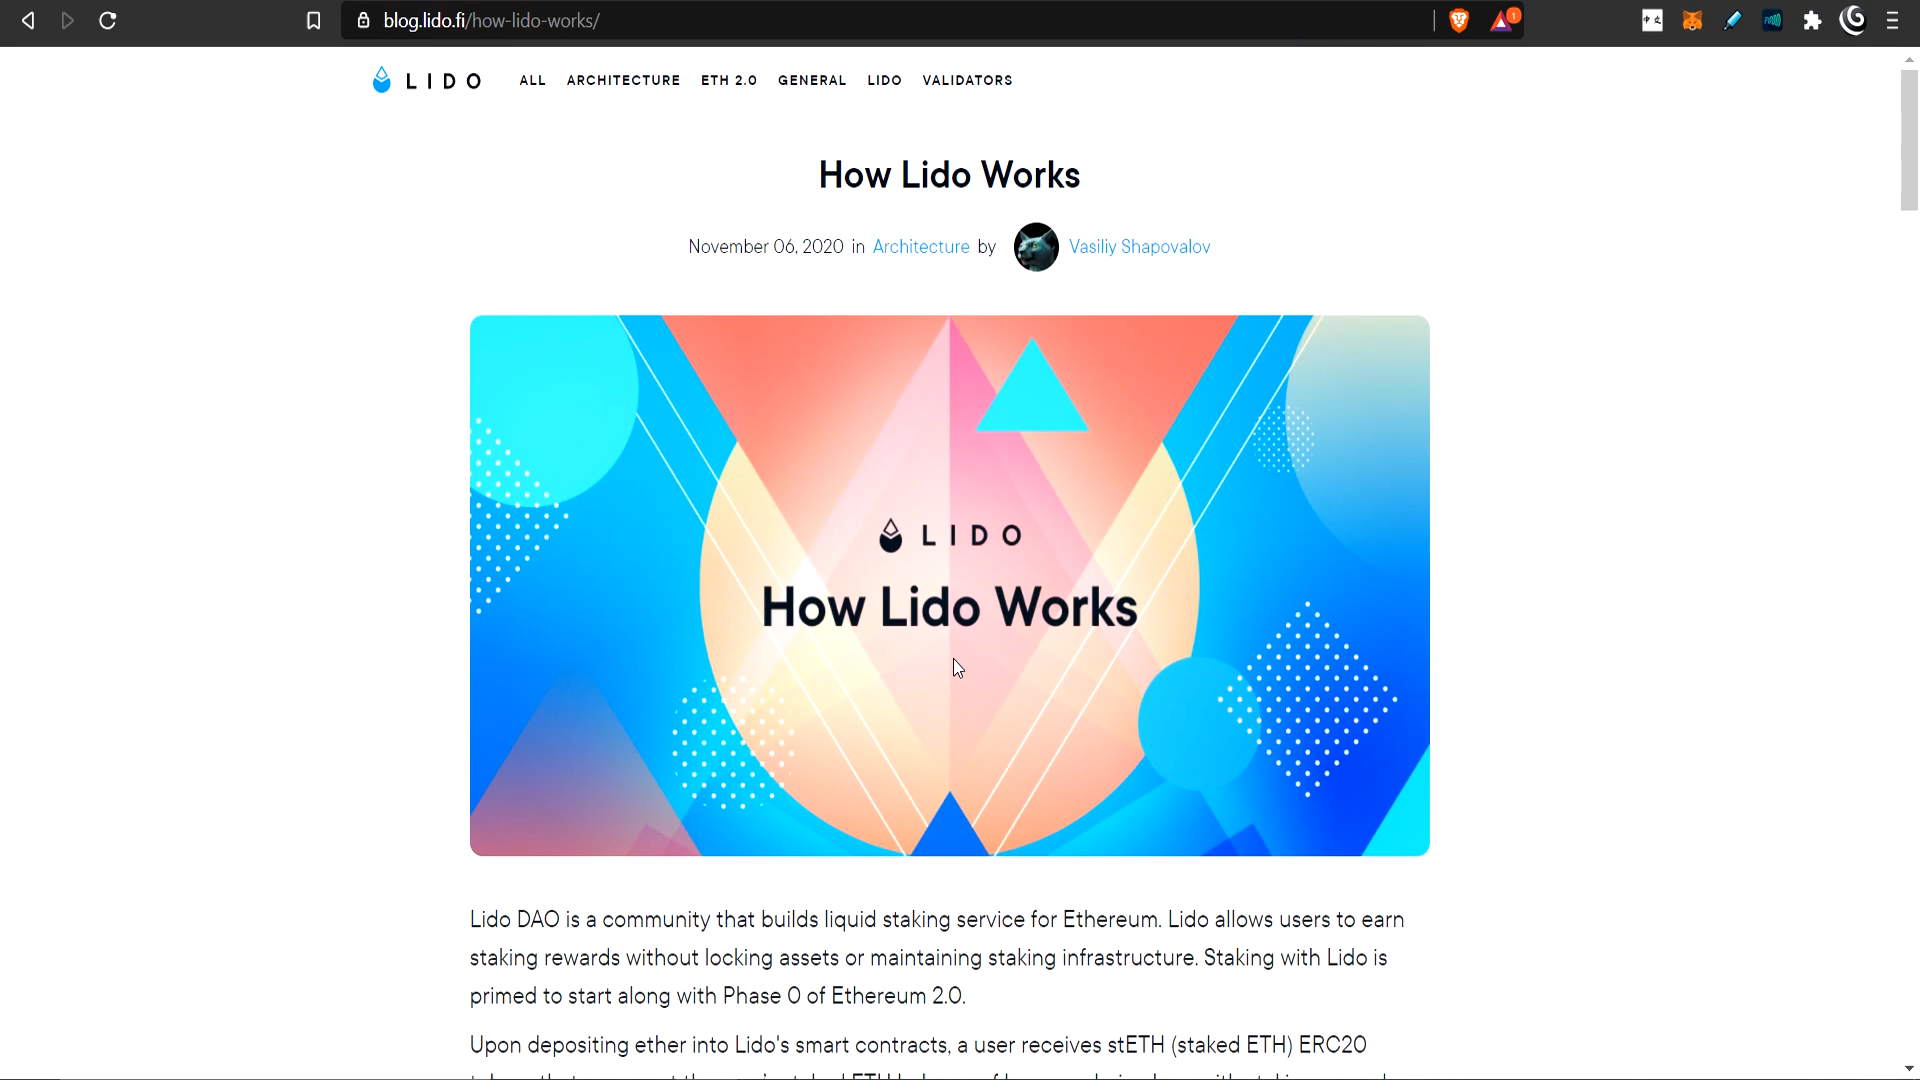 blog.lido.fi/how-lido-works/
1
LIDO
ALL ARCHITECTURE ETH 2.0 GENERAL LIDO VALIDATORS
How Lido Works
November 06, 2020 in Architecture by Vasiliy Shapovalov
LIDO
How Lido Works
Lido DAO is a community that builds liquid staking service for Ethereum. Lido allows users to earn
staking rewards without locking assets or maintaining staking infrastructure. Staking with Lido is
primed to start along with Phase 0 of Ethereum 2.0.
Upon depositing ether into Lido's smart contracts, a user receives stETH (staked ETH) ERC20